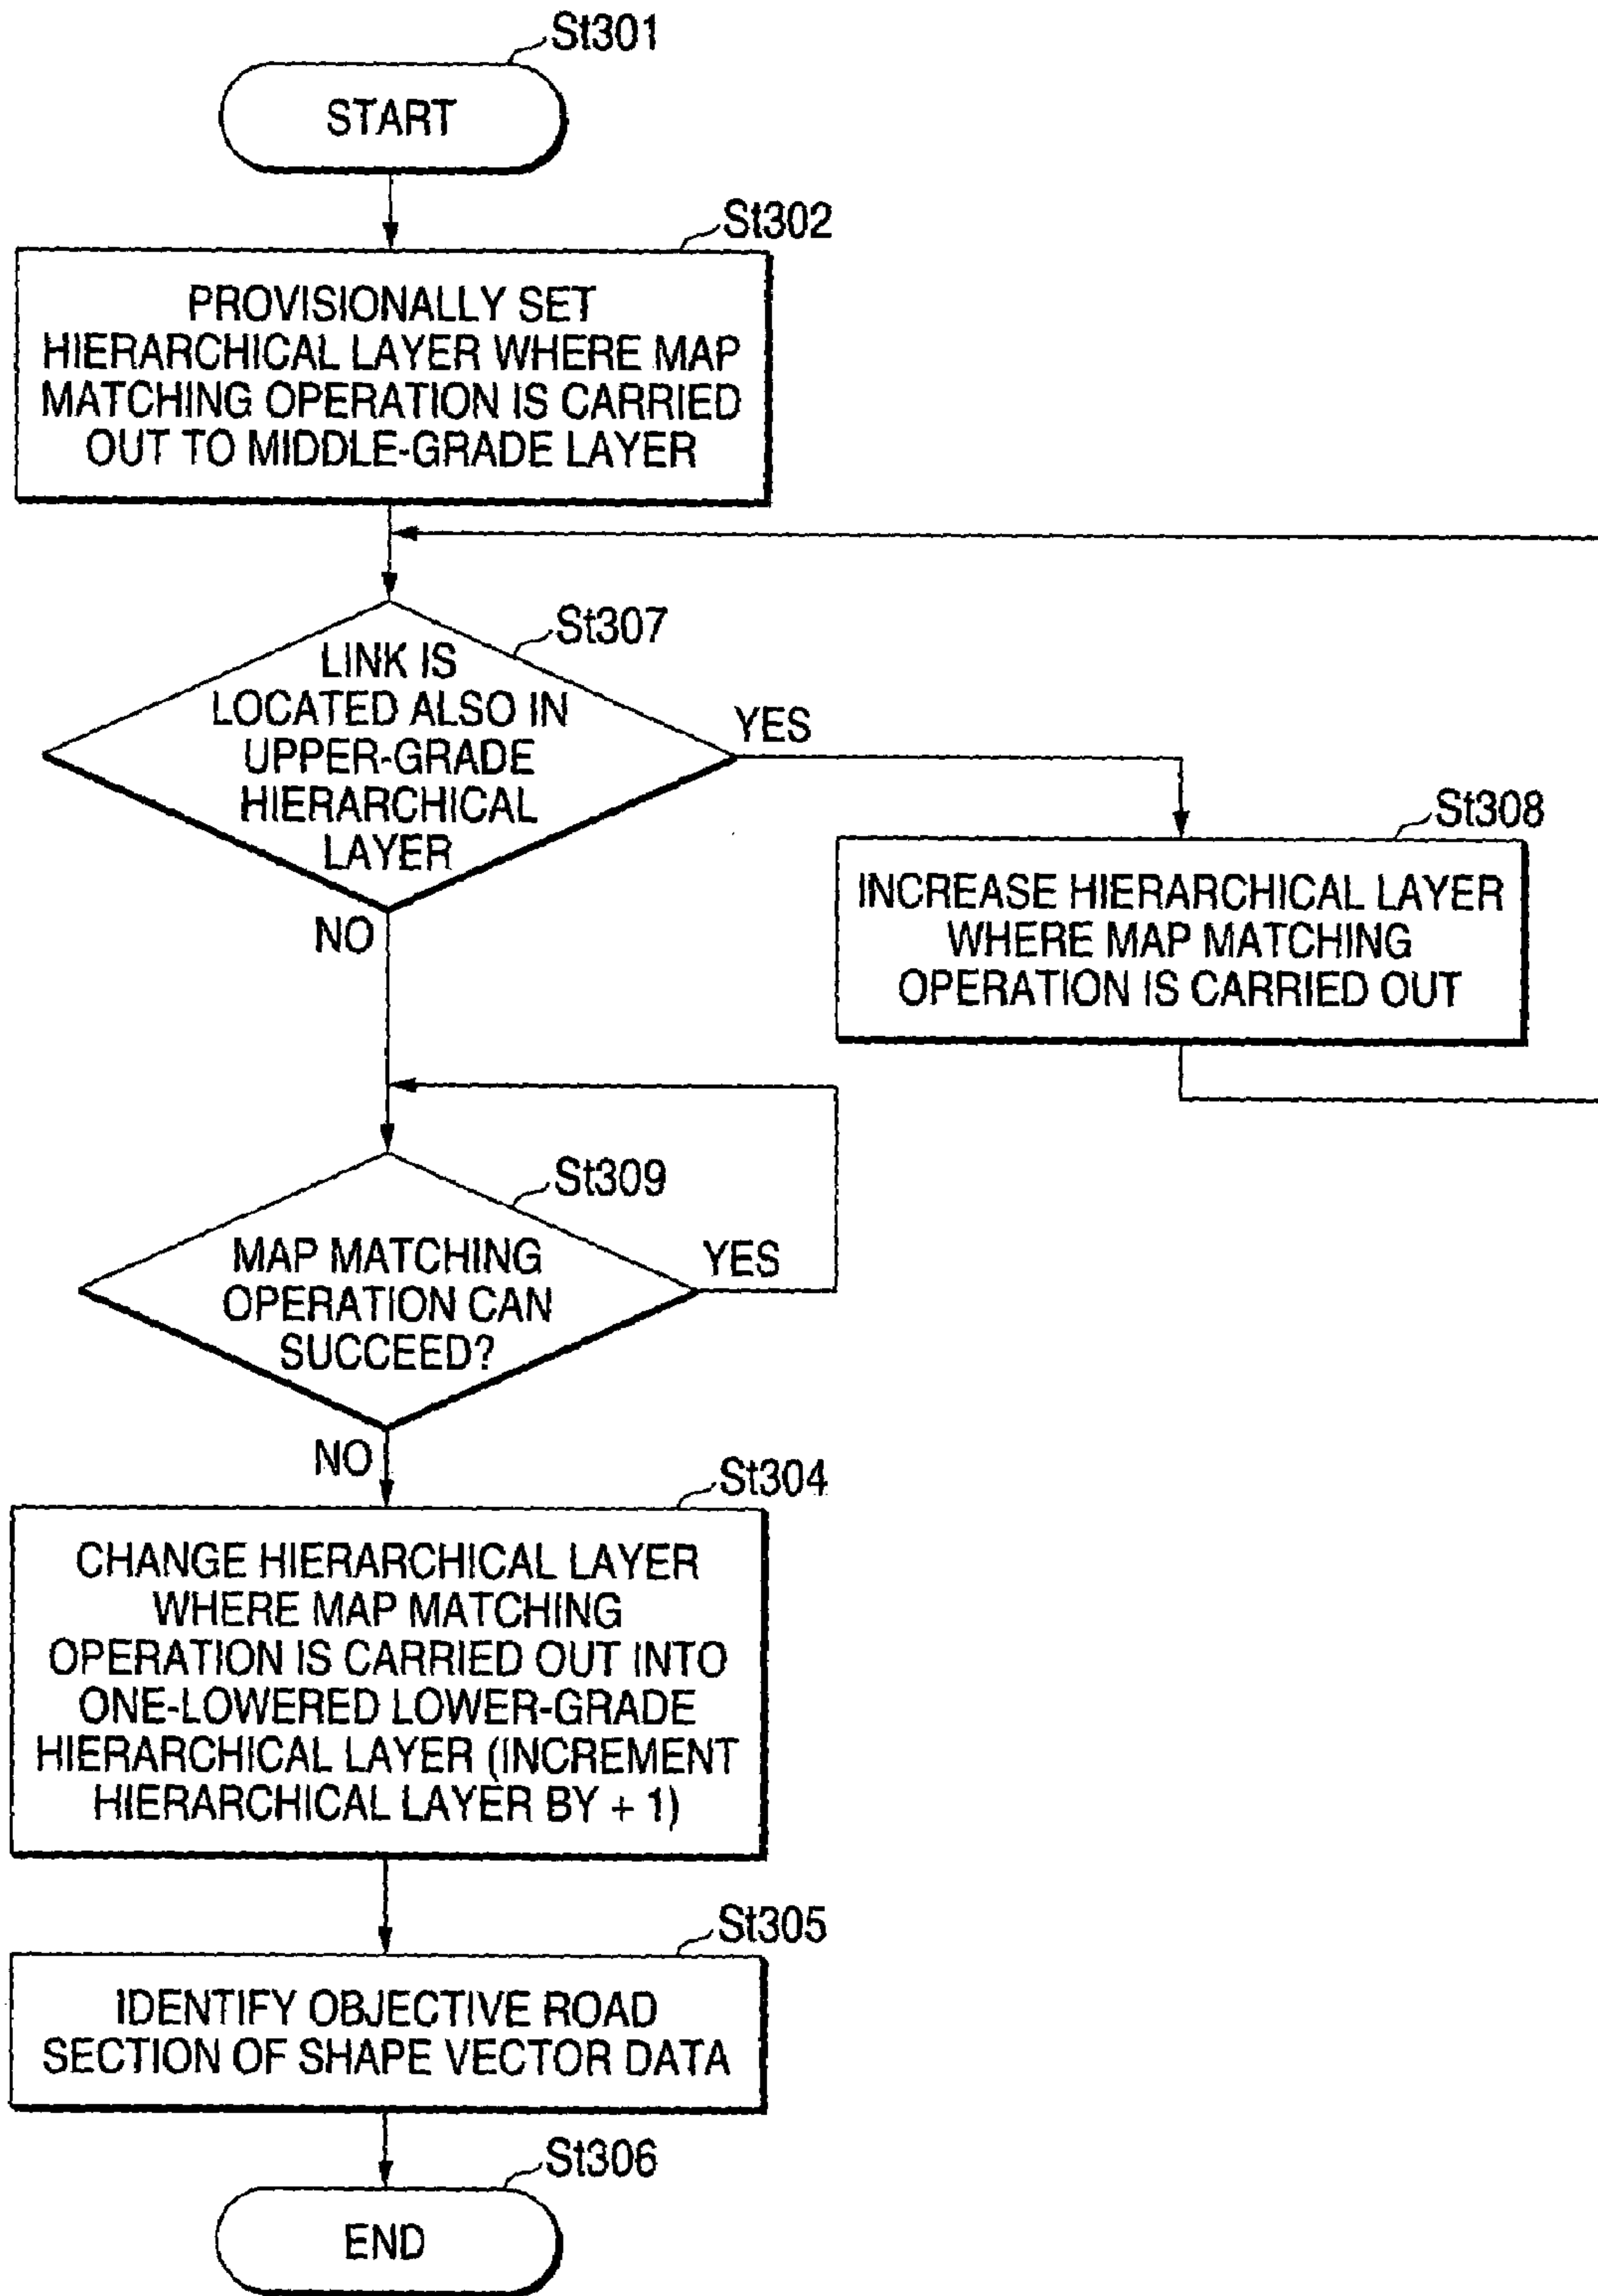 St301
START
St302
PROVISIONALLY SET
HIERARCHICAL LAYER WHERE MAP
MATCHING OPERATION IS CARRIED
OUT TO MIDDLE-GRADE LAYER
St307
LINK IS
LOCATED ALSO IN
UPPER-GRADE
HIERARCHICAL
LAYER
YES
NO
St308
INCREASE HIERARCHICAL LAYER
WHERE MAP MATCHING
OPERATION IS CARRIED OUT
St309
MAP MATCHING
OPERATION CAN
SUCCEED?
YES
NO
St304
CHANGE HIERARCHICAL LAYER
WHERE MAP MATCHING
OPERATION IS CARRIED OUT INTO
ONE-LOWERED LOWER-GRADE
HIERARCHICAL LAYER (INCREMENT
HIERARCHICAL LAYER BY + 1)
St305
IDENTIFY OBJECTIVE ROAD
SECTION OF SHAPE VECTOR DATA
St306
END